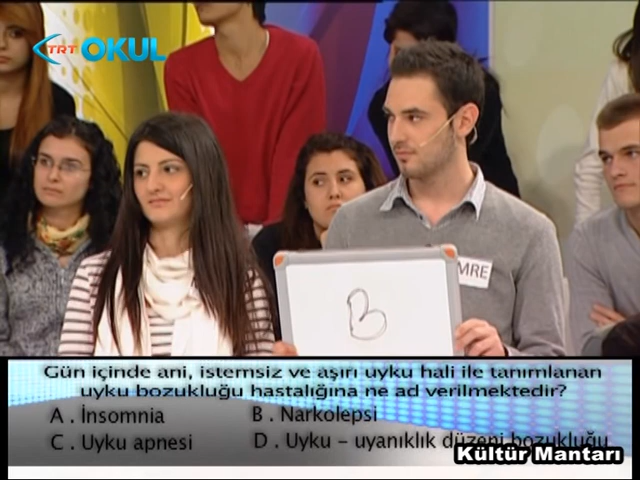 TRT OKUL
B
MRE
Gün içinde ani, istemsiz ve aşırı uyku hali ile tanımlanan
uyku bozukluğu hastalığına ne ad verilmektedir?
A . İnsomnia
B . Narkolepsi
C . Uyku apnesi
D . Uyku – uyanıklık düzeni bozukluğu
Kültür Mantarı